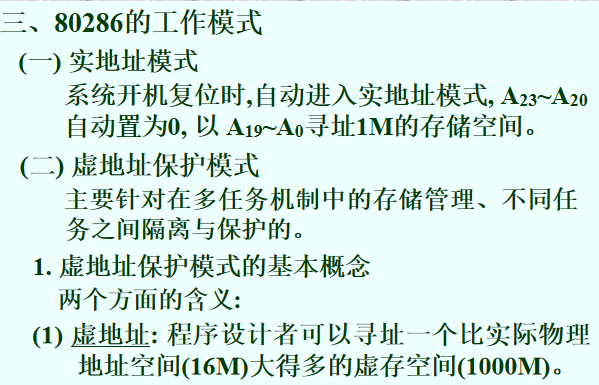 三、80286的工作模式
(一) 实地址模式
系统开机复位时,自动进入实地址模式, A23~A20
自动置为0, 以 A19~A0寻址1M的存储空间。
(二) 虚地址保护模式
主要针对在多任务机制中的存储管理、不同任
务之间隔离与保护的。
1. 虚地址保护模式的基本概念
两个方面的含义:
(1) 虚地址: 程序设计者可以寻址一个比实际物理
地址空间(16M)大得多的虚存空间(1000M)。